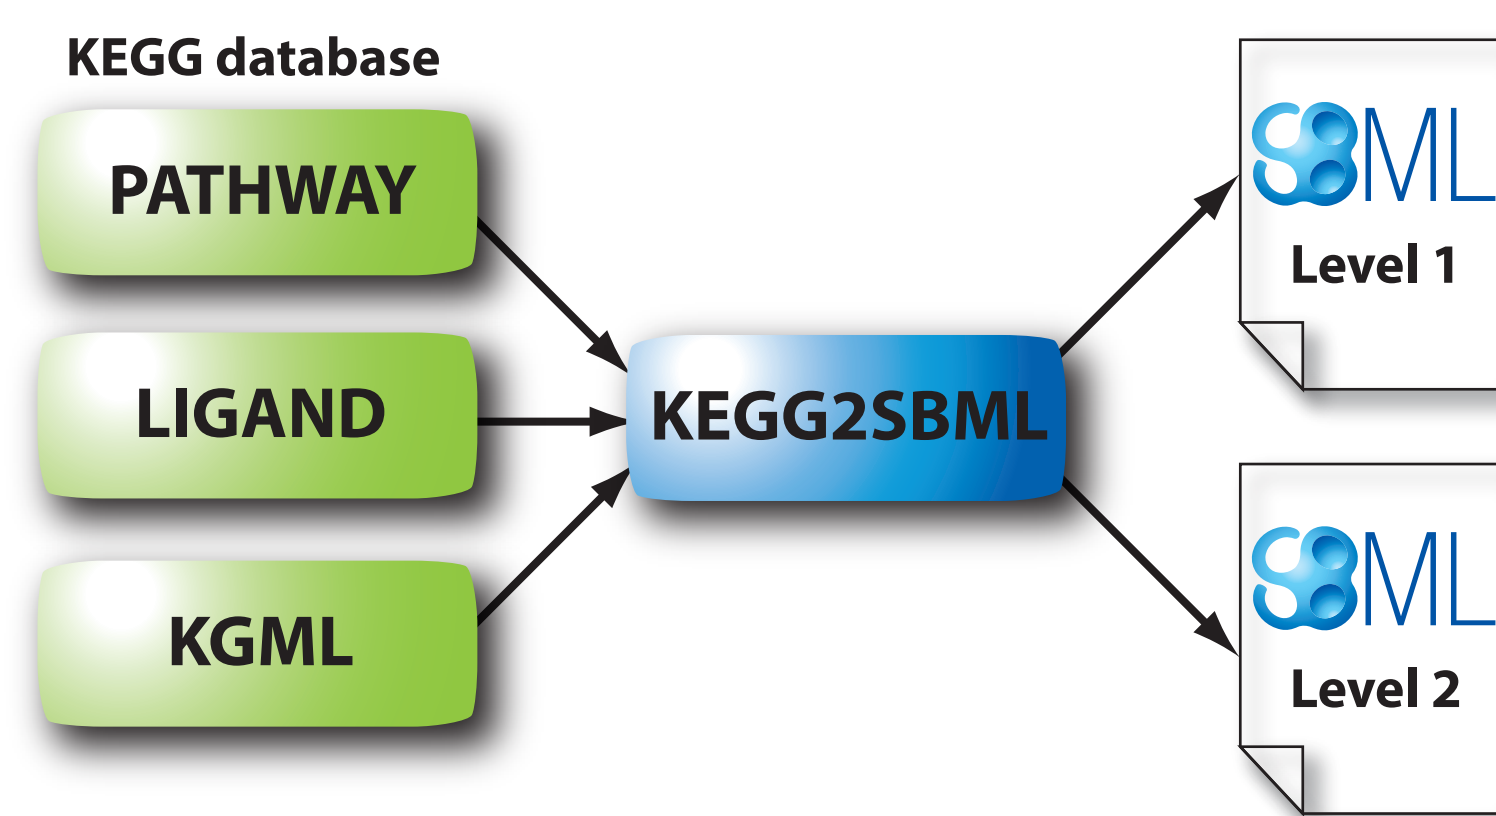 KEGG database
PATHWAY
LIGAND
KGML
KEGG2SBML
SBML
Level 1
SBML
Level 2